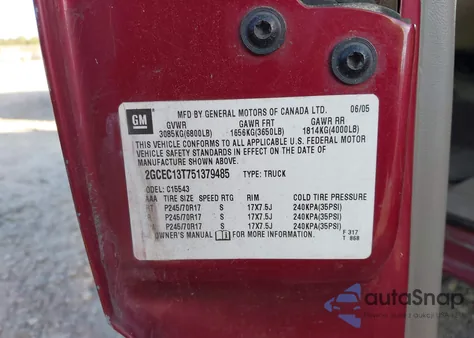 GM
MFD BY GENERAL MOTORS OF CANADA LTD. 06/05
GVWR GAWR FRT GAWR RR
3085KG(6800LB) 1656KG(3650LB) 1814KG(4000LB)
THIS VEHICLE CONFORMS TO ALL APPLICABLE U.S. FEDERAL MOTOR
VEHICLE SAFETY STANDARDS IN EFFECT ON THE DATE OF
MANUFACTURE SHOWN ABOVE.
2GCEC13T751379485 TYPE: TRUCK
MODEL: C15543
TIRE SIZE SPEED RTG RIM COLD TIRE PRESSURE
P245/70R17 S 17X7.5J 240KPA(35PSI)
P245/70R17 S 17X7.5J 240KPA(35PSI)
P245/70R17 S 17X7.5J 240KPA(35PSI)
OWNER'S MANUAL FOR MORE INFORMATION.
F 317
T 868
autoSnap